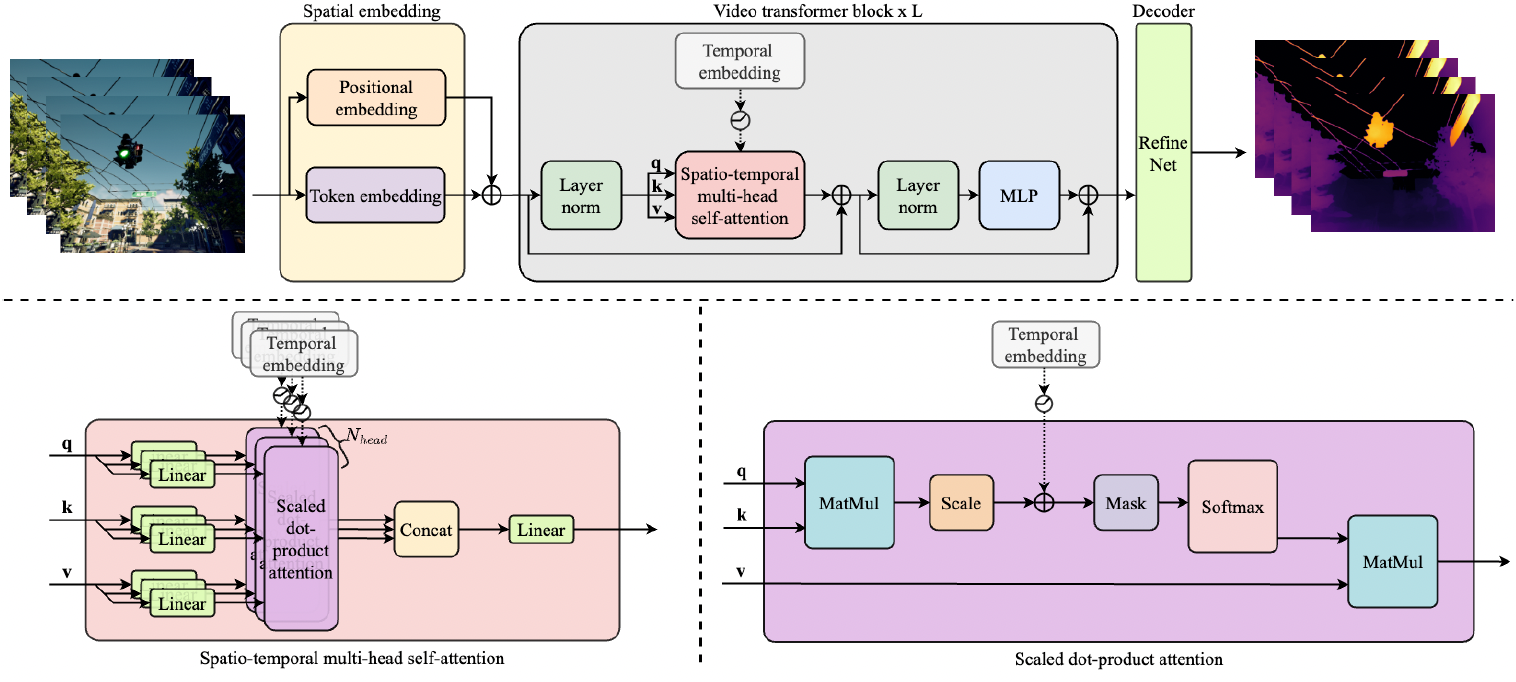 Spatial embedding
Video transformer block x L
Decoder
Positional
embedding
Token embedding
Temporal
embedding
Layer
norm
q
k
v
Spatio-temporal
multi-head
self-attention
Layer
norm
MLP
Refine
Net
Temporal
embedding
N_head
q
k
v
Linear
Linear
Linear
Scaled
dot-
product
attention
Concat
Linear
Spatio-temporal multi-head self-attention
Temporal
embedding
q
k
v
MatMul
Scale
Mask
Softmax
MatMul
Scaled dot-product attention